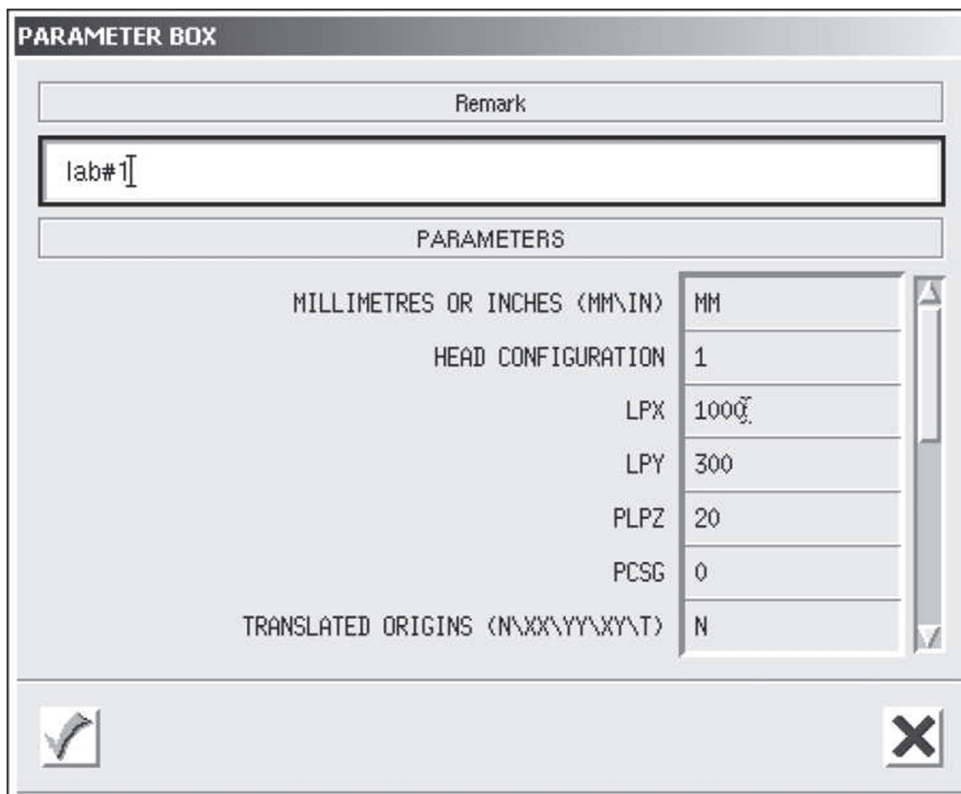 PARAMETER BOX
Remark
lab#1
PARAMETERS
MILLIMETRES OR INCHES (MM\IN) MM
HEAD CONFIGURATION 1
LPX 1000
LPY 300
PLPZ 20
PCSG 0
TRANSLATED ORIGINS (N\XX\YY\XY\T) N